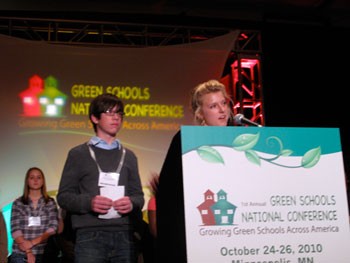 GREEN SCHOOLS
NATIONAL CONFERENCE
Growing Green Schools Across America
1st Annual GREEN SCHOOLS
NATIONAL CONFERENCE
Growing Green Schools Across America
October 24-26, 2010
Minneapolis, MN